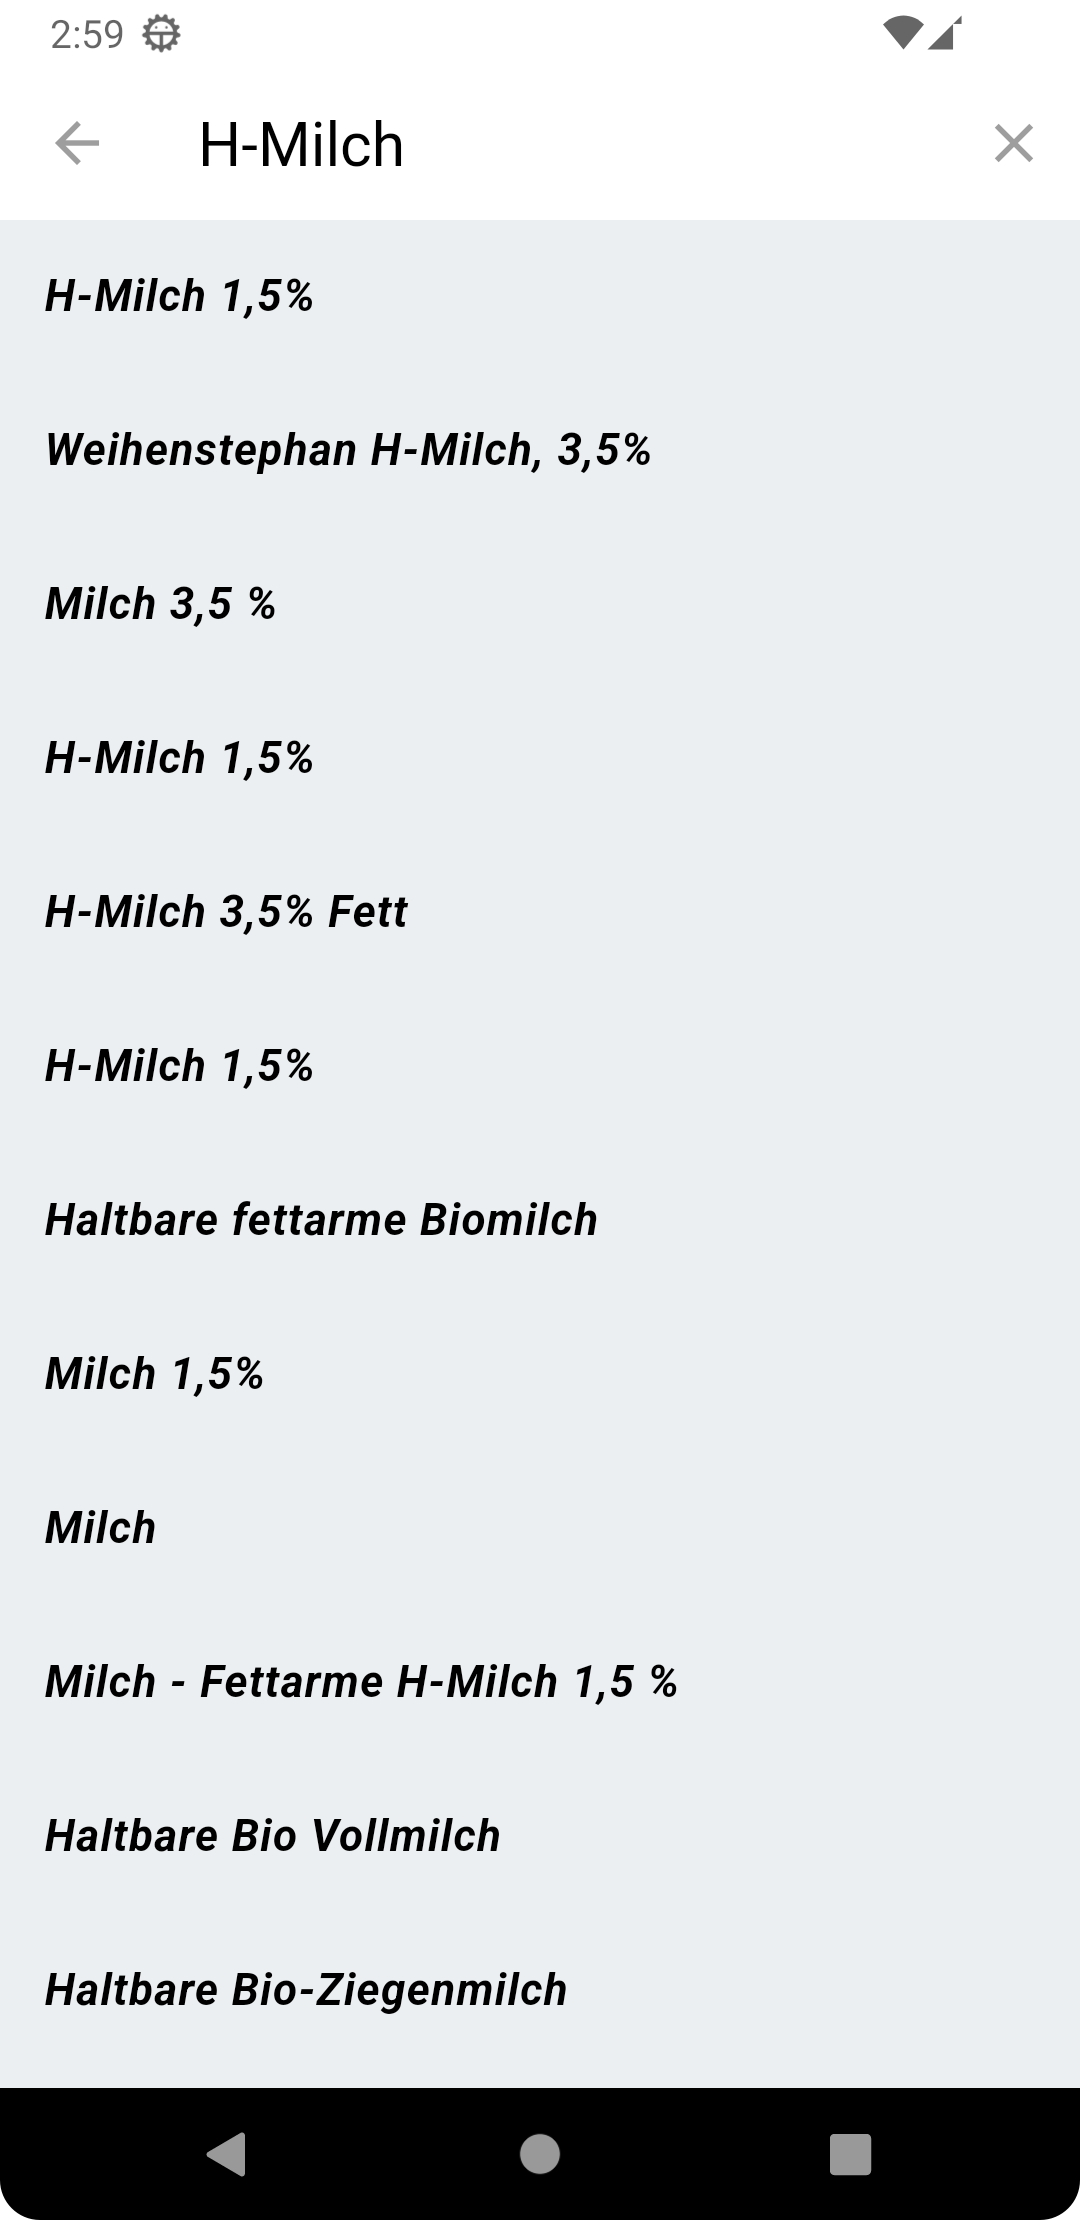 2:59
H-Milch
H-Milch 1,5%
Weihenstephan H-Milch, 3,5%
Milch 3,5 %
H-Milch 1,5%
H-Milch 3,5% Fett
H-Milch 1,5%
Haltbare fettarme Biomilch
Milch 1,5%
Milch
Milch - Fettarme H-Milch 1,5 %
Haltbare Bio Vollmilch
Haltbare Bio-Ziegenmilch